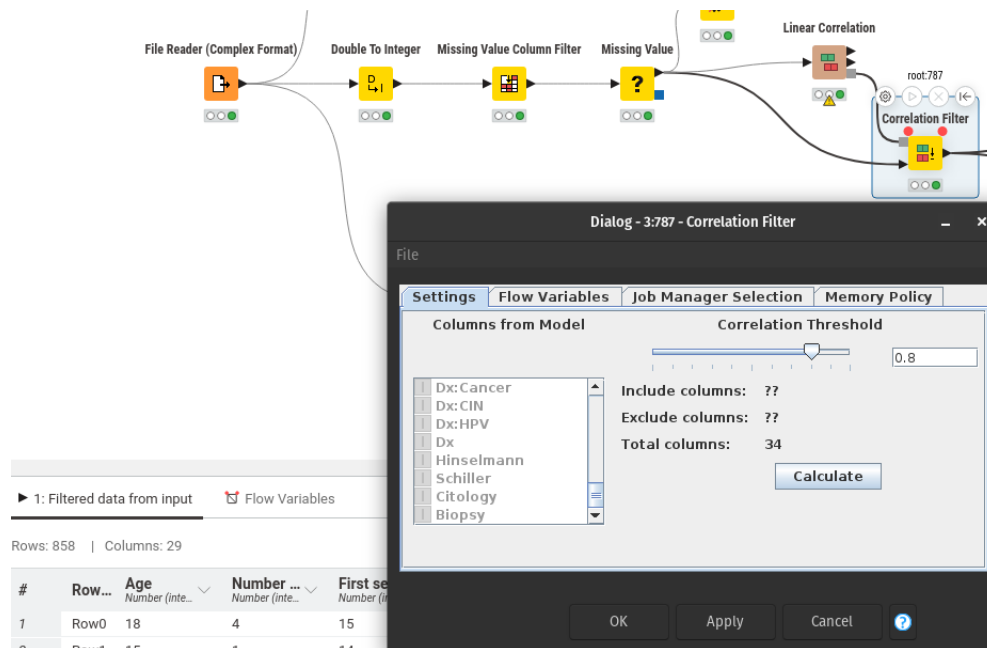 Linear Correlation
File Reader (Complex Format)
Double To Integer
Missing Value Column Filter
Missing Value
D
I
?
root:787
Correlation Filter
Dialog - 3:787 - Correlation Filter
File
Settings
Flow Variables
Job Manager Selection
Memory Policy
Columns from Model
Correlation Threshold
0.8
Dx:Cancer
Dx:CIN
Dx:HPV
Dx
Hinselmann
Schiller
Citology
Biopsy
Include columns: ??
Exclude columns: ??
Total columns: 34
Calculate
OK
Apply
Cancel
?
1: Filtered data from input
Flow Variables
Rows: 858 | Columns: 29
# Row... Age Number ... First se
Number (inte... Number (inte... Number (i
1 Row0 18 4 15